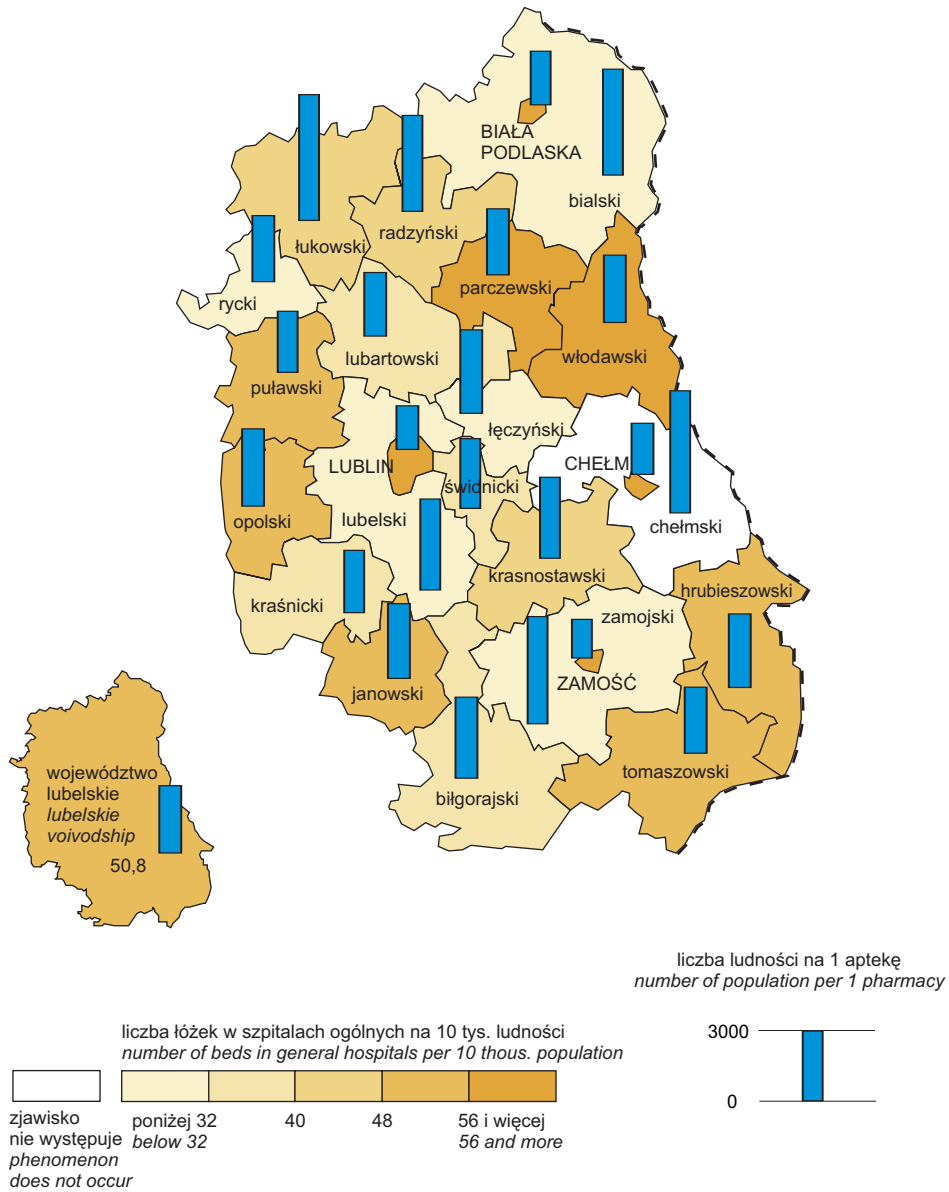 BIAŁA
PODLASKA
bialski
łukowski
radzyński
rycki
parczewski
lubartowski
włodawski
puławski
łęczyński
LUBLIN
świdnicki
CHEŁM
opolski
lubelski
chełmski
krasnostawski
kraśnicki
hrubieszowski
zamojski
janowski
ZAMOŚĆ
tomaszowski
biłgorajski
województwo
lubelskie
lubelskie
voivodship
50,8
liczba ludności na 1 aptekę
number of population per 1 pharmacy
3000
0
liczba łóżek w szpitalach ogólnych na 10 tys. ludności
number of beds in general hospitals per 10 thous. population
zjawisko
nie występuje
phenomenon
does not occur
poniżej 32
below 32
40
48
56 i więcej
56 and more